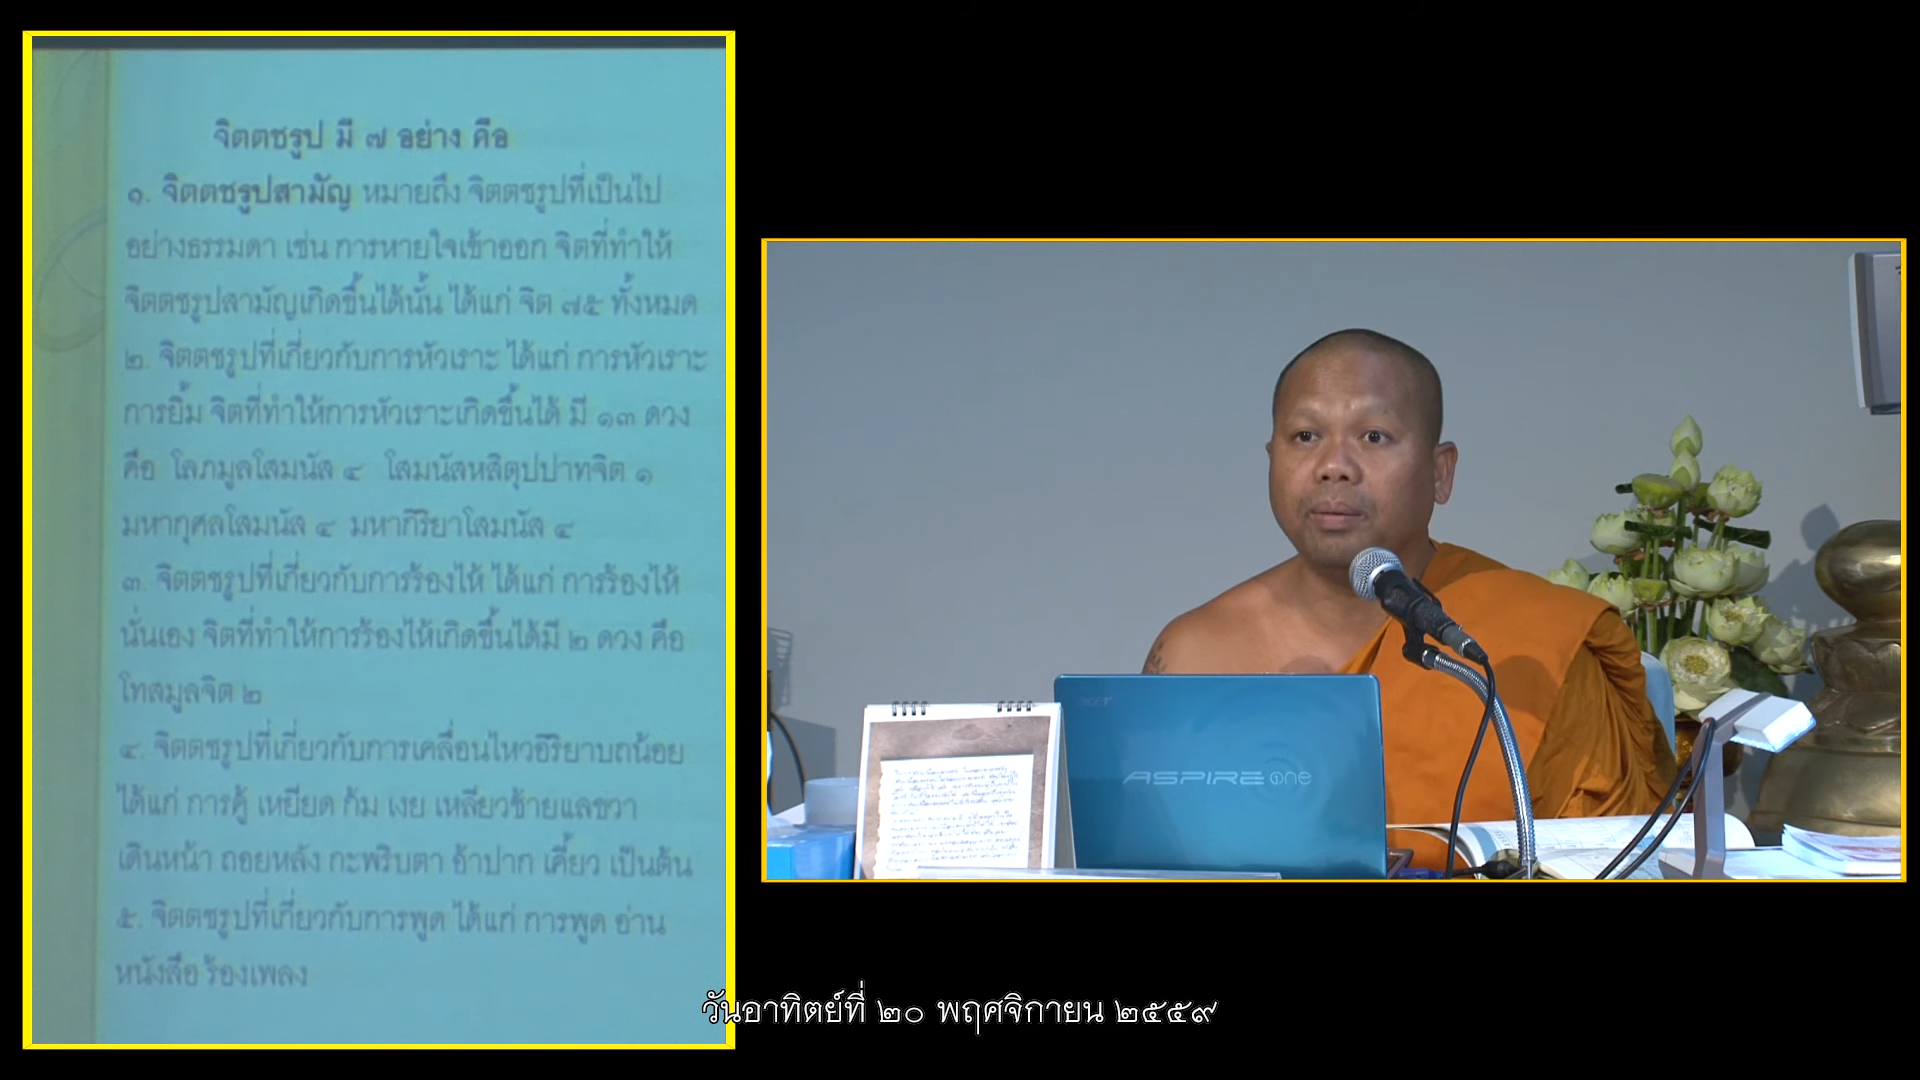 จิตตชรูป มี ๗ อย่าง คือ
๑. จิตตชรูปสามัญ หมายถึง จิตตชรูปที่เป็นไป
อย่างธรรมดา เช่น การหายใจเข้าออก จิตที่ทำให้
จิตตชรูปสามัญเกิดขึ้นได้นั้น ได้แก่ จิต ๗๕ ทั้งหมด
๒. จิตตชรูปที่เกี่ยวกับการหัวเราะ ได้แก่ การหัวเราะ
การยิ้ม จิตที่ทำให้การหัวเราะเกิดขึ้นได้ มี ๑๓ ดวง
คือ โลภมูลโสมนัส ๔ โสมนัสหสิตุปปาทจิต ๑
มหากุศลโสมนัส ๔ มหากิริยาโสมนัส ๔
๓. จิตตชรูปที่เกี่ยวกับการร้องไห้ ได้แก่ การร้องไห้
นั่นเอง จิตที่ทำให้การร้องไห้เกิดขึ้นได้มี ๒ ดวง คือ
โทสมูลจิต ๒
๔. จิตตชรูปที่เกี่ยวกับการเคลื่อนไหวอิริยาบถน้อย
ได้แก่ การคู้ เหยียด ก้ม เงย เหลียวซ้ายแลขวา
เดินหน้า ถอยหลัง กะพริบตา อ้าปาก เคี้ยว เป็นต้น
๕. จิตตชรูปที่เกี่ยวกับการพูด ได้แก่ การพูด อ่าน
หนังสือ ร้องเพลง
acer
ASPIRE one
วันอาทิตย์ที่ ๒๐ พฤศจิกายน ๒๕๕๙